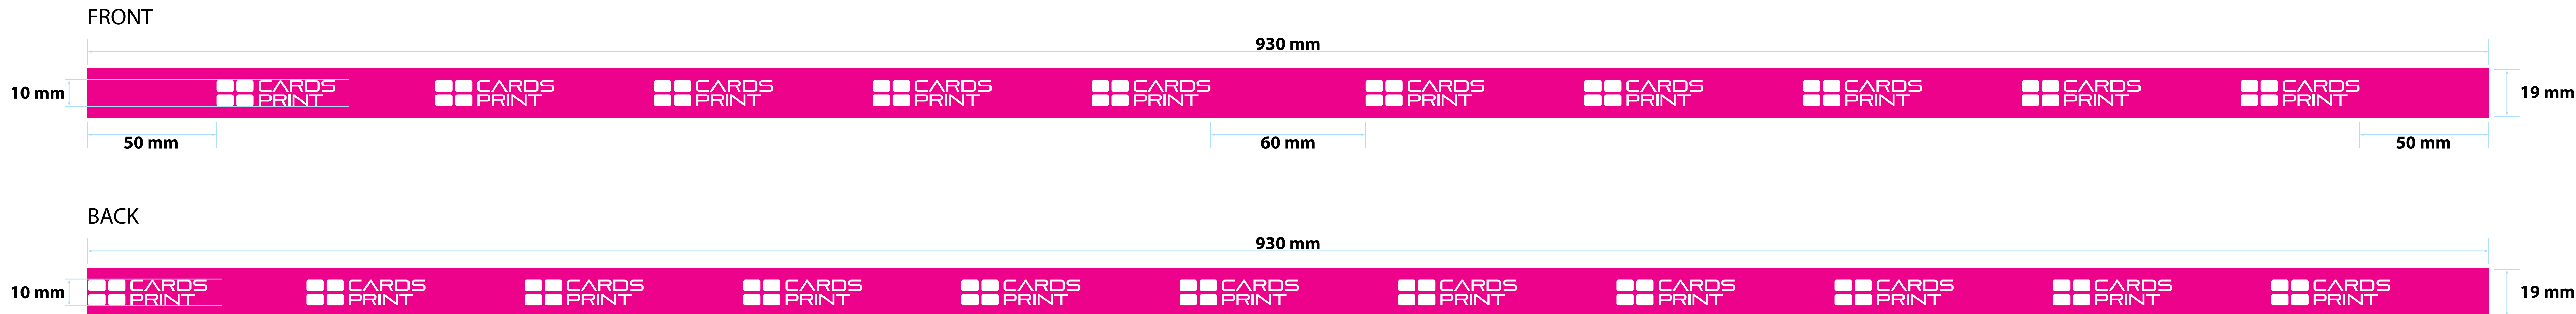 FRONT
930 mm
10 mm
CARDS CARDS CARDS CARDS CARDS CARDS CARDS CARDS CARDS CARDS
PRINT PRINT PRINT PRINT PRINT PRINT PRINT PRINT PRINT PRINT
19 mm
50 mm 60 mm 50 mm
BACK
930 mm
10 mm
CARDS CARDS CARDS CARDS CARDS CARDS CARDS CARDS CARDS CARDS CARDS
PRINT PRINT PRINT PRINT PRINT PRINT PRINT PRINT PRINT PRINT PRINT
19 mm